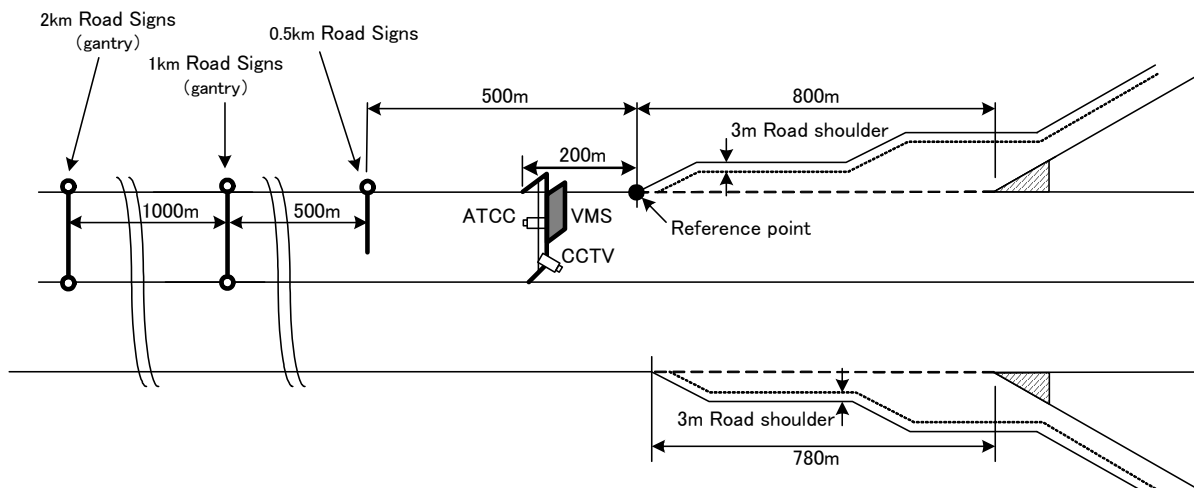 2km Road Signs
(gantry)
0.5km Road Signs
1km Road Signs
(gantry)
500m
800m
3m Road shoulder
200m
1000m
500m
ATCC
VMS
Reference point
CCTV
3m Road shoulder
780m